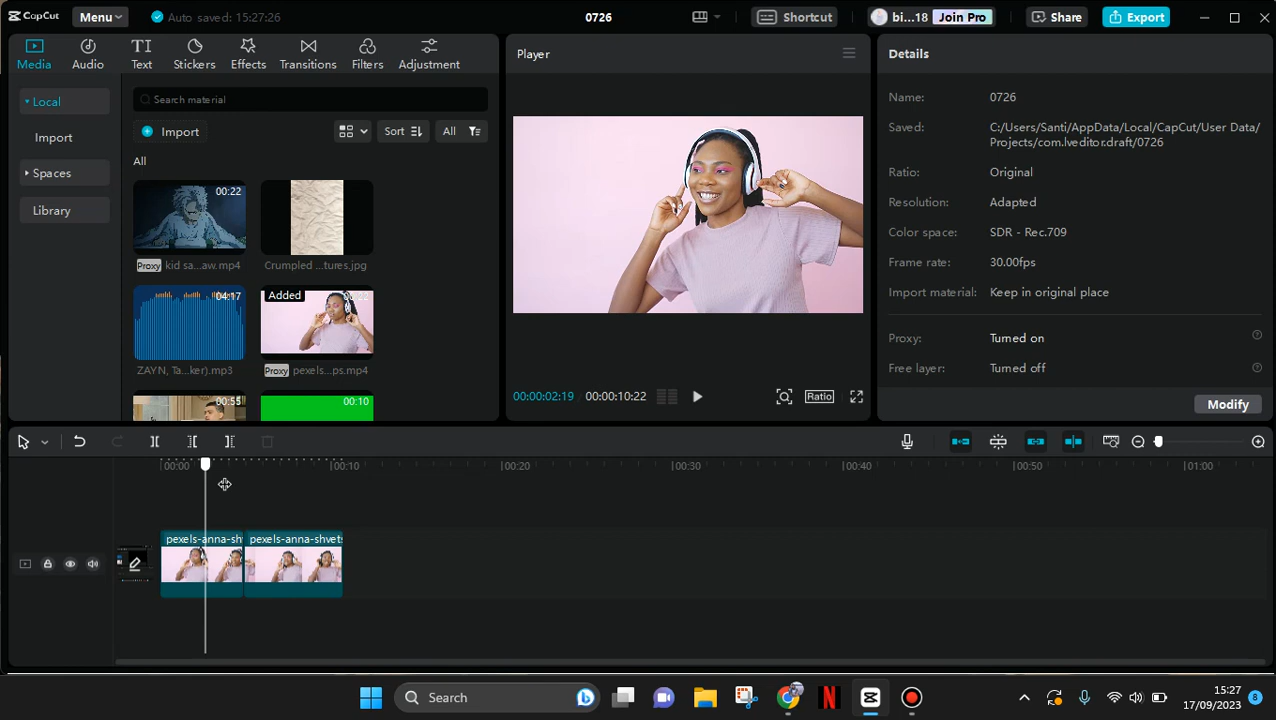 CapCut
Menu
Auto saved: 15:27:26
0726
Shortcut
bi...18
Join Pro
Share
Export
Media
Audio
Text
Stickers
Effects
Transitions
Filters
Adjustment
Player
Details
Local
Import
Spaces
Library
Search material
Import
Sort
All
All
00:22
Proxy kid sa...aw.mp4
Crumpled ...tures.jpg
04:17
ZAYN, Ta...ker).mp3
Added
Proxy pexels...ps.mp4
00:55
00:10
00:00:02:19 / 00:00:10:22
Ratio
Name: 0726
Saved: C:/Users/Santi/AppData/Local/CapCut/User Data/
Projects/com.lveditor.draft/0726
Ratio: Original
Resolution: Adapted
Color space: SDR - Rec.709
Frame rate: 30.00fps
Import material: Keep in original place
Proxy: Turned on
Free layer: Turned off
Modify
00:00
00:10
00:20
00:30
00:40
00:50
01:00
pexels-anna-sh
pexels-anna-shvets
Search
15:27
17/09/2023
8